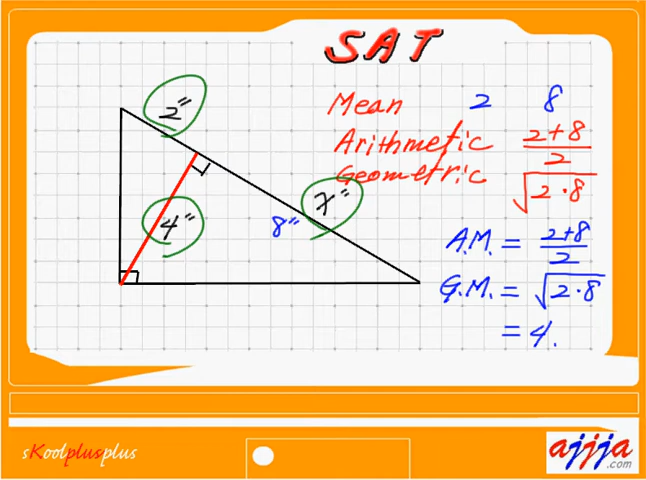 SAT
Mean 2 8
Arithmetic 2+8
2
Geometric √2·8
2"
4"
8" x"
A.M. = 2+8
2
G.M. = √2·8
= 4.
sKoolplusplus
ajjja
.com